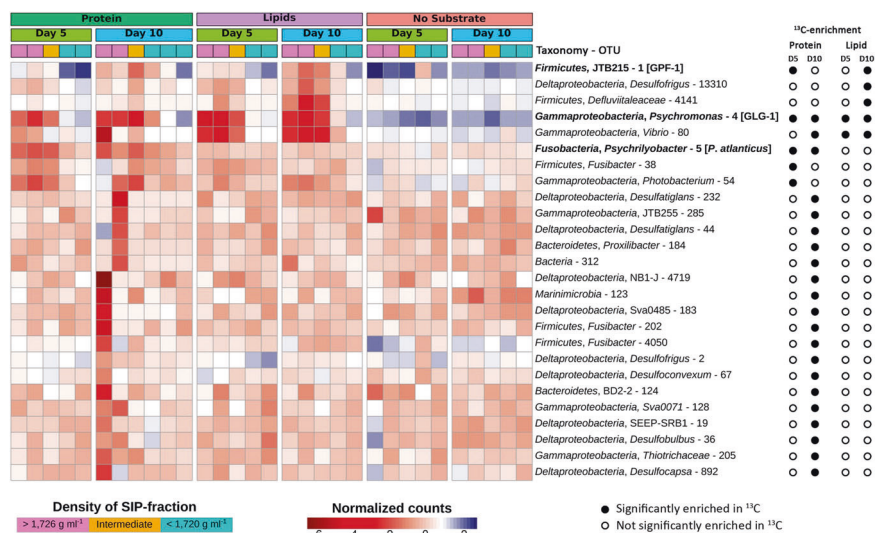 Protein Lipids No Substrate
Day 5 Day 10 Day 5 Day 10 Day 5 Day 10
Taxonomy - OTU
¹³C-enrichment
Protein Lipid
D5 D10 D5 D10
Firmicutes, JTB215 - 1 [GPF-1]
Deltaproteobacteria, Desulfofrigus - 13310
Firmicutes, Defluviitaleaceae - 4141
Gammaproteobacteria, Psychromonas - 4 [GLG-1]
Gammaproteobacteria, Vibrio - 80
Fusobacteria, Psychrilyobacter - 5 [P. atlanticus]
Firmicutes, Fusibacter - 38
Gammaproteobacteria, Photobacterium - 54
Deltaproteobacteria, Desulfatiglans - 232
Gammaproteobacteria, JTB255 - 285
Deltaproteobacteria, Desulfatiglans - 44
Bacteroidetes, Proxilibacter - 184
Bacteria - 312
Deltaproteobacteria, NB1-J - 4719
Marinimicrobia - 123
Deltaproteobacteria, Sva0485 - 183
Firmicutes, Fusibacter - 202
Firmicutes, Fusibacter - 4050
Deltaproteobacteria, Desulfofrigus - 2
Deltaproteobacteria, Desulfoconvexum - 67
Bacteroidetes, BD2-2 - 124
Gammaproteobacteria, Sva0071 - 128
Deltaproteobacteria, SEEP-SRB1 - 19
Deltaproteobacteria, Desulfobulbus - 36
Gammaproteobacteria, Thiotrichaceae - 205
Deltaproteobacteria, Desulfocapsa - 892
Density of SIP-fraction
> 1,726 g ml⁻¹ Intermediate < 1,720 g ml⁻¹
Normalized counts
Significantly enriched in ¹³C
Not significantly enriched in ¹³C